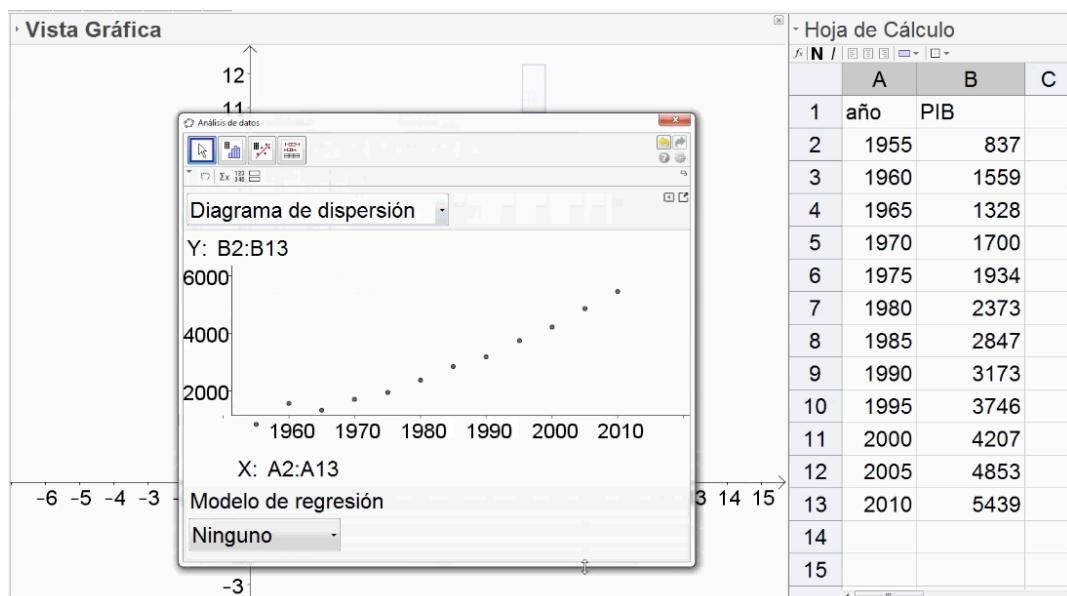 Vista Gráfica
12
11
-6 -5 -4 -3
3 14 15
-3
Análisis de datos
Σx 123
Diagrama de dispersión
Y: B2:B13
6000
4000
2000
1960 1970 1980 1990 2000 2010
X: A2:A13
Modelo de regresión
Ninguno
Hoja de Cálculo
fx N I
A B C
1 año PIB
2 1955 837
3 1960 1559
4 1965 1328
5 1970 1700
6 1975 1934
7 1980 2373
8 1985 2847
9 1990 3173
10 1995 3746
11 2000 4207
12 2005 4853
13 2010 5439
14
15